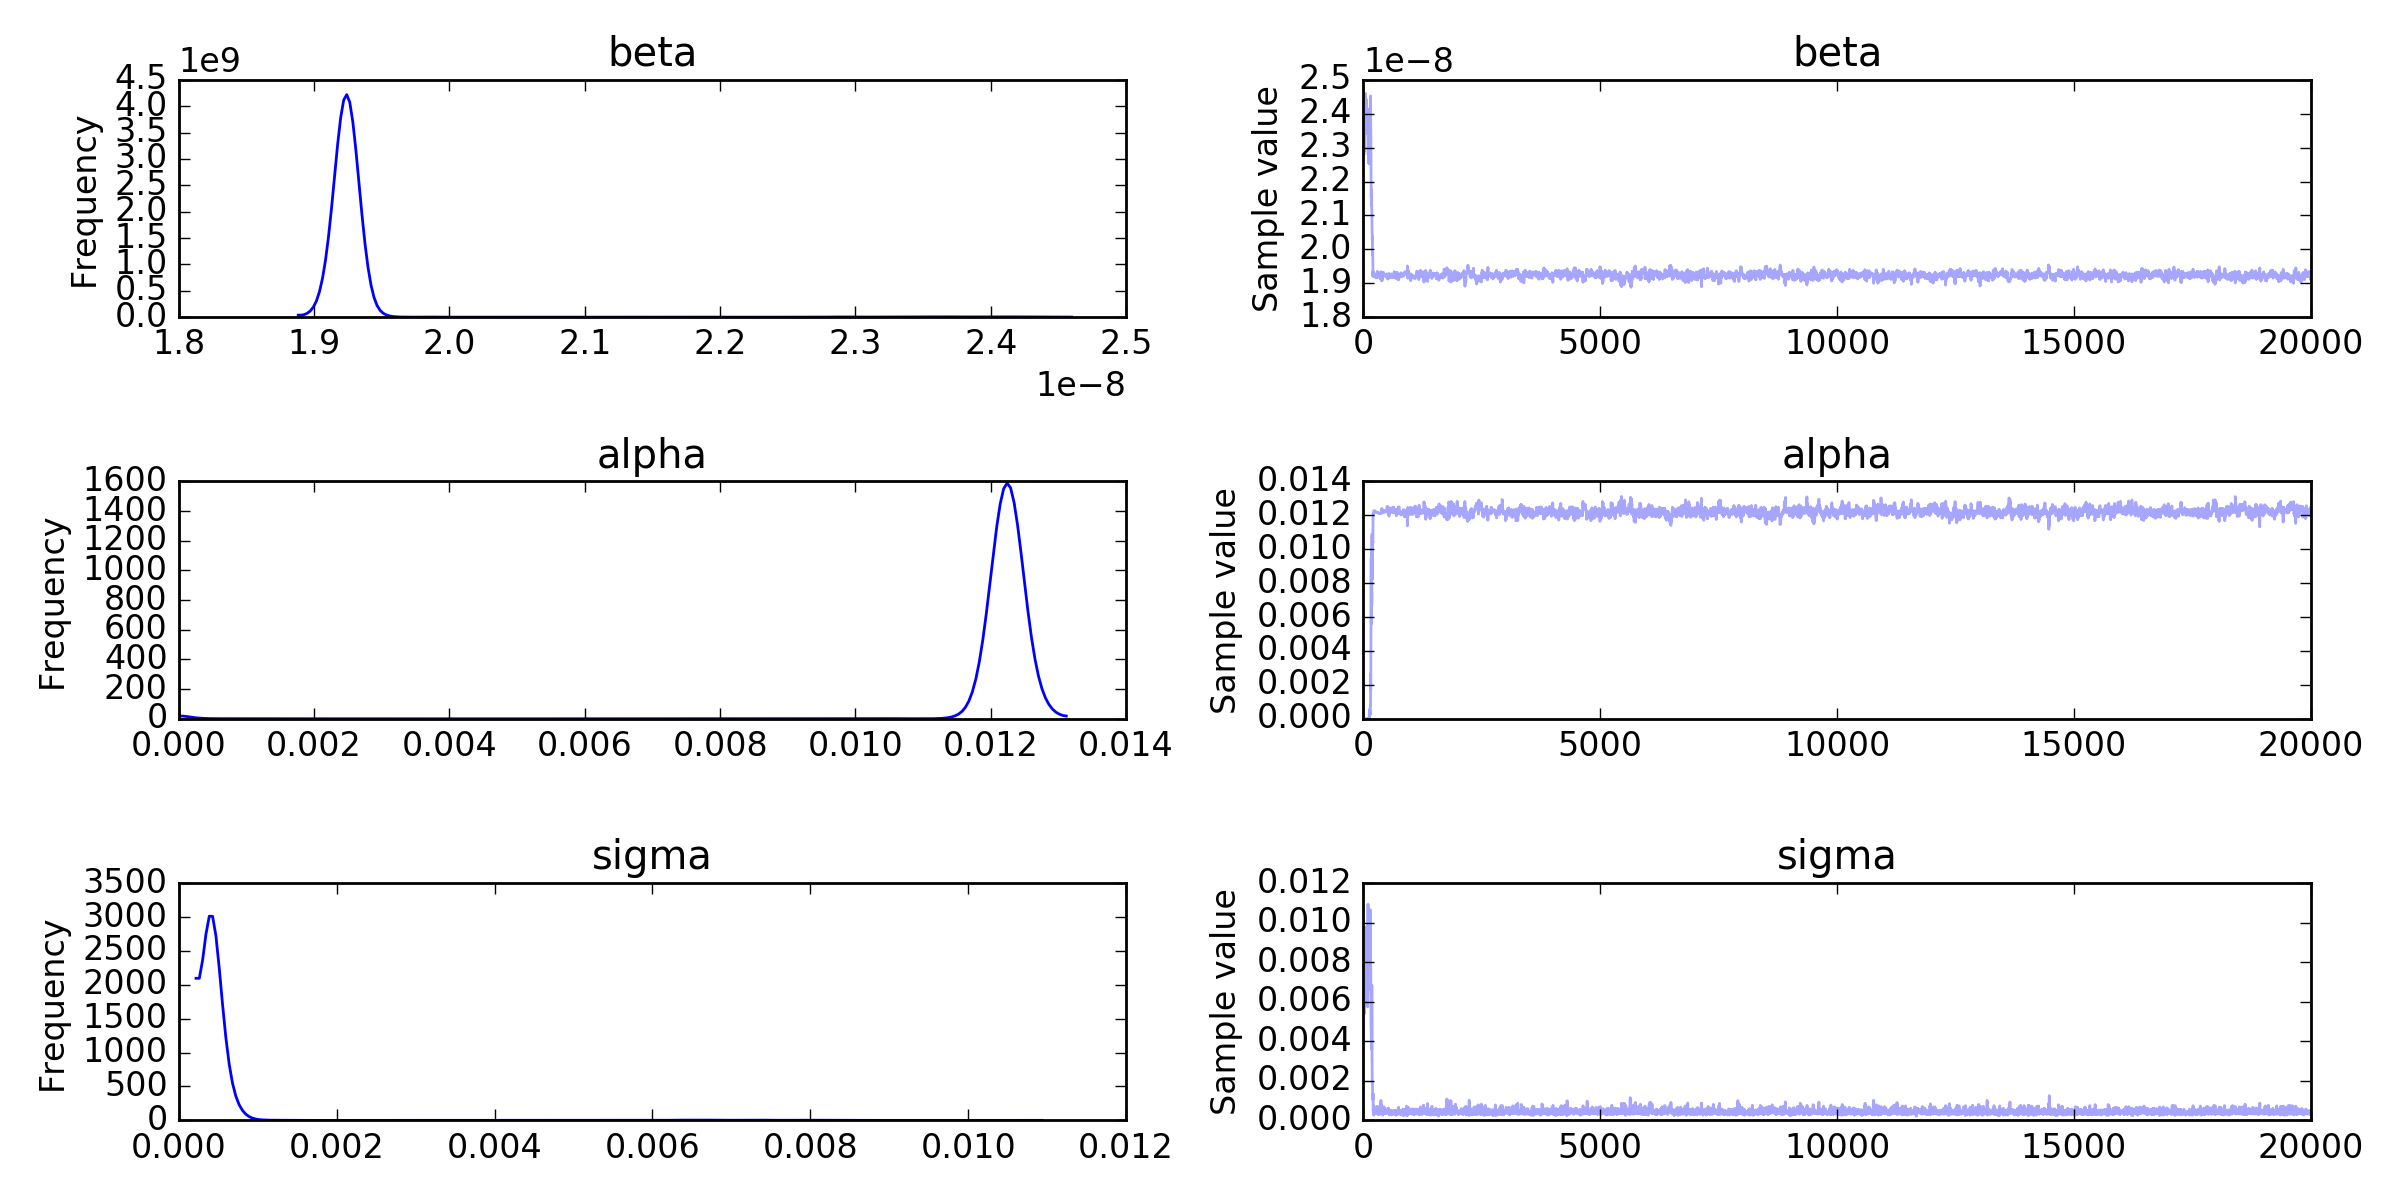 beta
1e9
Frequency
4.5
4.0
3.5
3.0
2.5
2.0
1.5
1.0
0.5
0.0
1.8 1.9 2.0 2.1 2.2 2.3 2.4 2.5
1e−8
beta
1e−8
Sample value
2.5
2.4
2.3
2.2
2.1
2.0
1.9
1.8
0 5000 10000 15000 20000
alpha
Frequency
1600
1400
1200
1000
800
600
400
200
0
0.000 0.002 0.004 0.006 0.008 0.010 0.012 0.014
alpha
Sample value
0.014
0.012
0.010
0.008
0.006
0.004
0.002
0.000
0 5000 10000 15000 20000
sigma
Frequency
3500
3000
2500
2000
1500
1000
500
0
0.000 0.002 0.004 0.006 0.008 0.010 0.012
sigma
Sample value
0.012
0.010
0.008
0.006
0.004
0.002
0.000
0 5000 10000 15000 20000